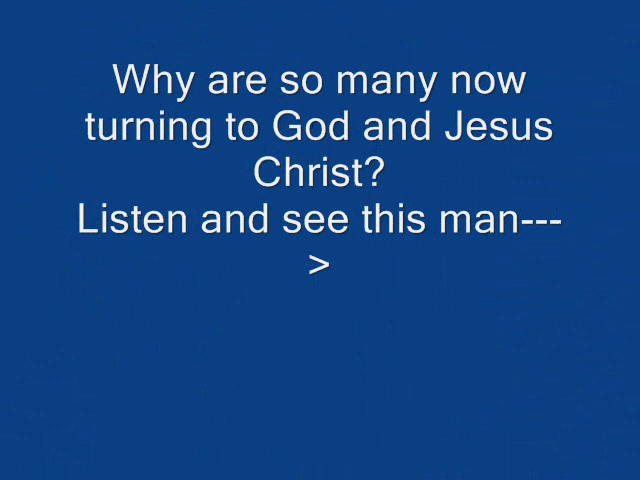 Why are so many now
turning to God and Jesus
Christ?
Listen and see this man---
>